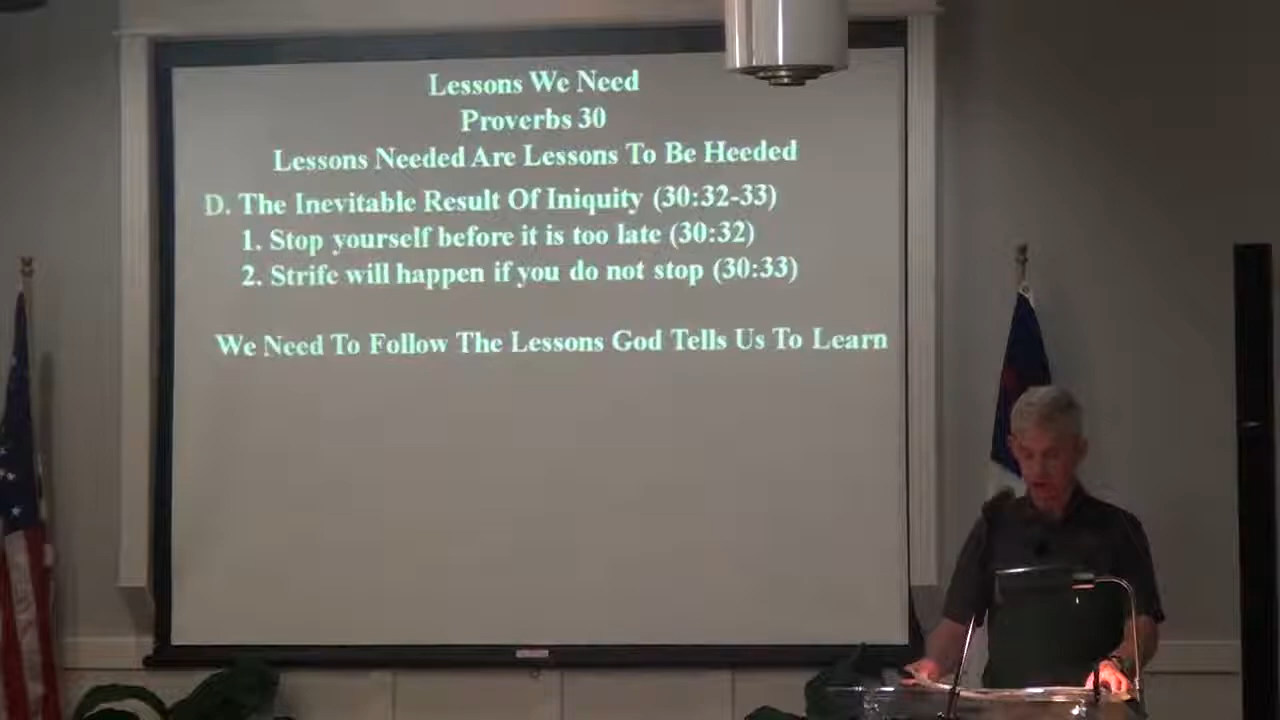 Lessons We Need
Proverbs 30
Lessons Needed Are Lessons To Be Heeded
D. The Inevitable Result Of Iniquity (30:32-33)
1. Stop yourself before it is too late (30:32)
2. Strife will happen if you do not stop (30:33)
We Need To Follow The Lessons God Tells Us To Learn